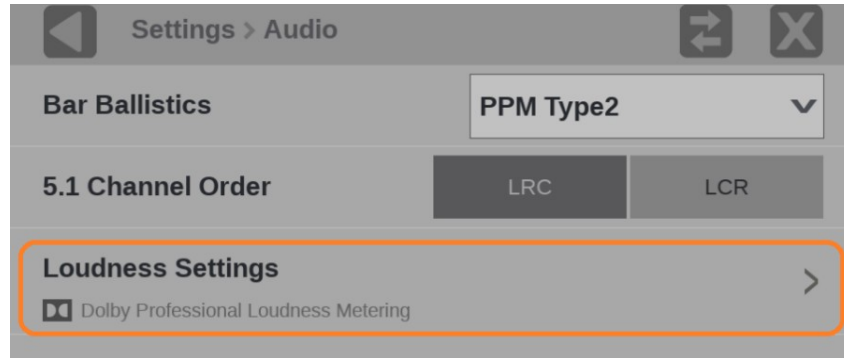 Settings > Audio
Bar Ballistics
PPM Type2
5.1 Channel Order
LRC
LCR
Loudness Settings
Dolby Professional Loudness Metering